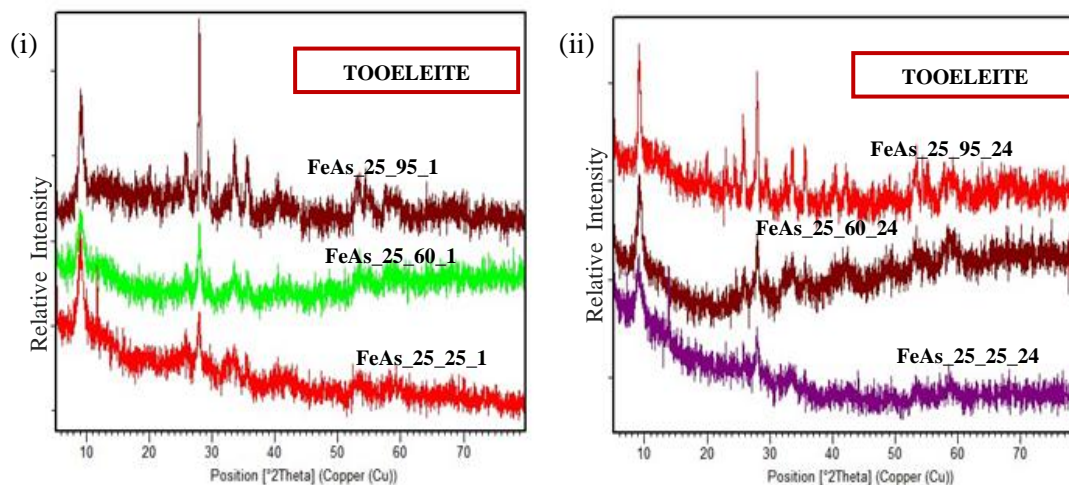 (i)
TOOELEITE
FeAs_25_95_1
FeAs_25_60_1
FeAs_25_25_1
Relative Intensity
10 20 30 40 50 60 70
Position [°2Theta] (Copper (Cu))
(ii)
TOOELEITE
FeAs_25_95_24
FeAs_25_60_24
FeAs_25_25_24
Relative Intensity
10 20 30 40 50 60 70
Position [°2Theta] (Copper (Cu))